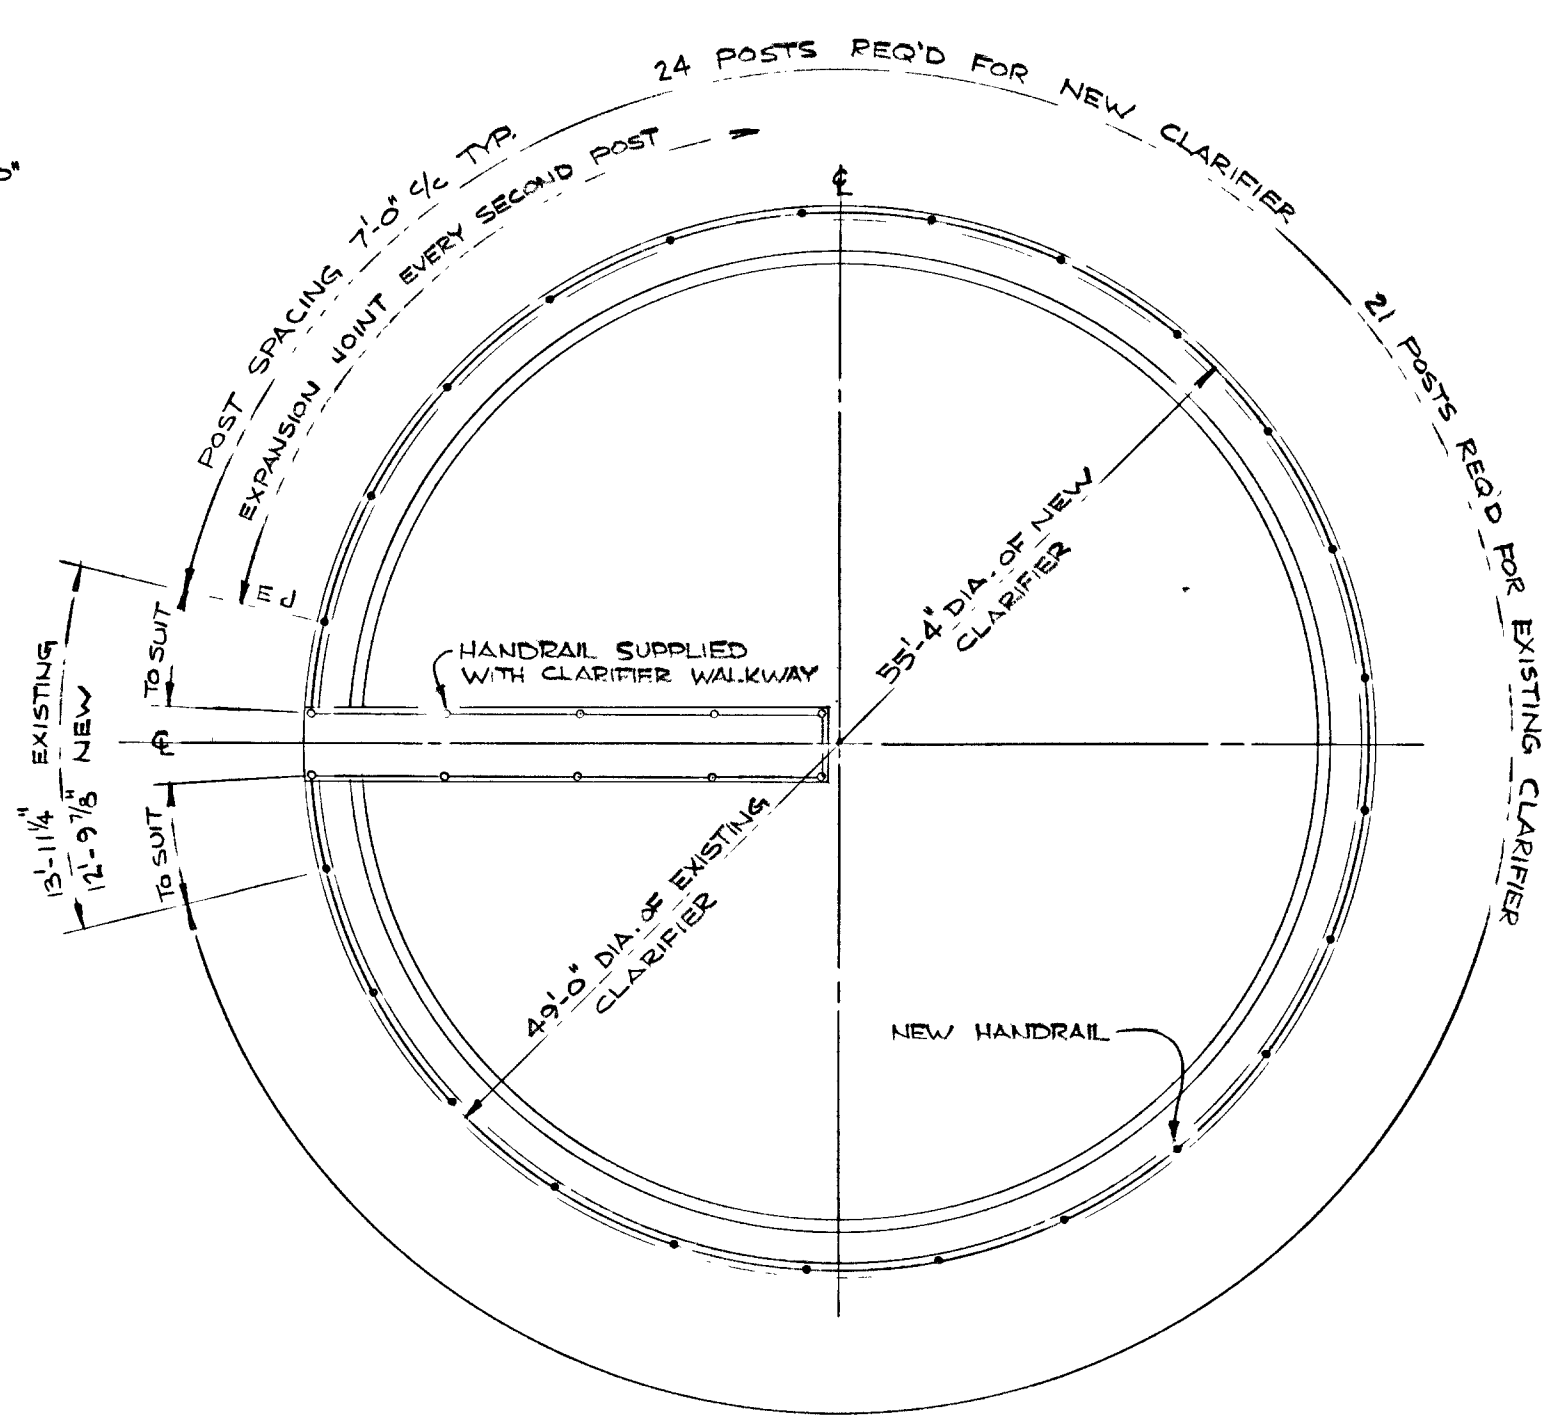 24 POSTS REQ'D FOR NEW CLARIFIER
POST SPACING 7'-0" C/C TYP.
EXPANSION JOINT EVERY SECOND POST
21 POSTS REQ'D FOR EXISTING CLARIFIER
℄
EJ
TO SUIT
HANDRAIL SUPPLIED
WITH CLARIFIER WALKWAY
55'-4" DIA. OF NEW
CLARIFIER
℄
13'-11¼" EXISTING
12'-9⅞" NEW
TO SUIT
49'-0" DIA. OF EXISTING
CLARIFIER
NEW HANDRAIL